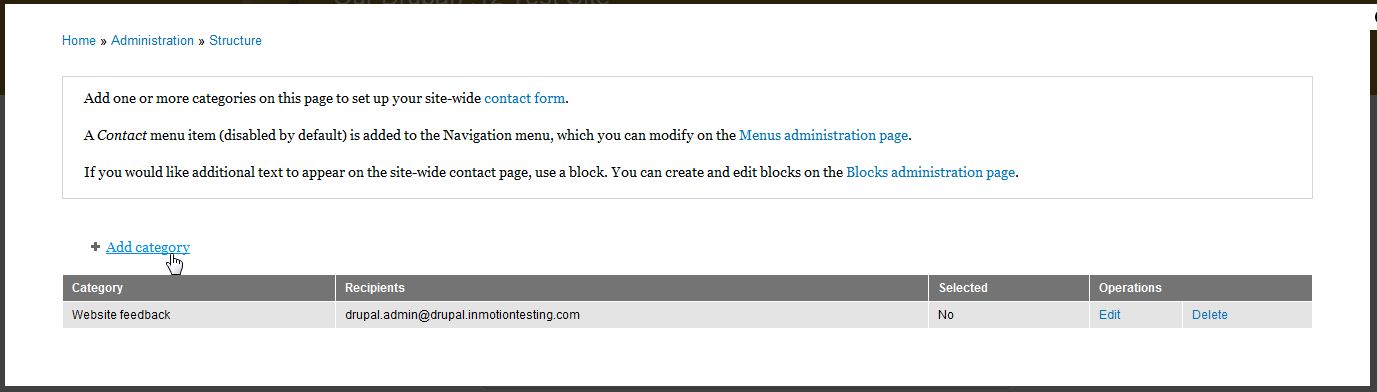 Home » Administration » Structure
Add one or more categories on this page to set up your site-wide contact form.
A Contact menu item (disabled by default) is added to the Navigation menu, which you can modify on the Menus administration page.
If you would like additional text to appear on the site-wide contact page, use a block. You can create and edit blocks on the Blocks administration page.
+ Add category
Category Recipients Selected Operations
Website feedback drupal.admin@drupal.inmotiontesting.com No Edit Delete